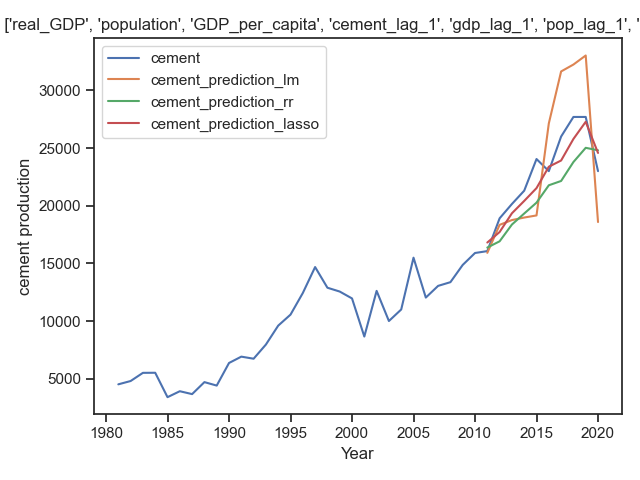 ['real_GDP', 'population', 'GDP_per_capita', 'cement_lag_1', 'gdp_lag_1', 'pop_lag_1', '
cement
cement_prediction_lm
cement_prediction_rr
cement_prediction_lasso
30000
25000
20000
15000
10000
5000
cement production
1980 1985 1990 1995 2000 2005 2010 2015 2020
Year